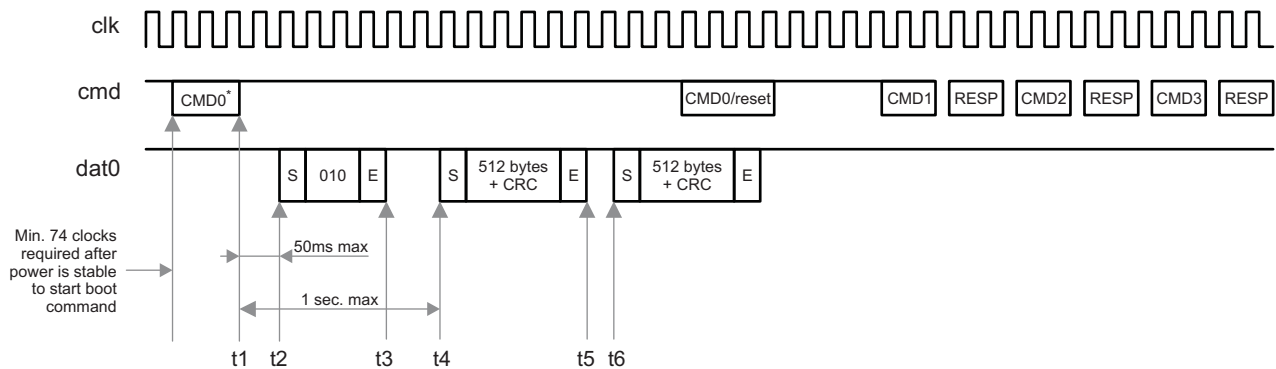 clk
cmd
CMD0*
CMD0/reset
CMD1
RESP
CMD2
RESP
CMD3
RESP
dat0
S
010
E
S
512 bytes
+ CRC
E
S
512 bytes
+ CRC
E
Min. 74 clocks
required after
power is stable
to start boot
command
50ms max
1 sec. max
t1
t2
t3
t4
t5
t6